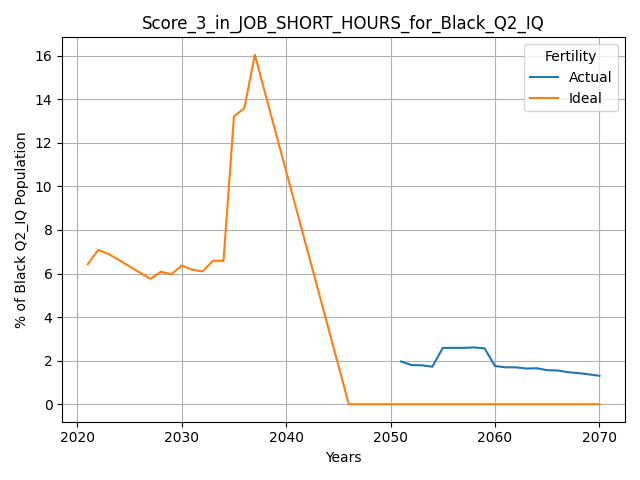 Score_3_in_JOB_SHORT_HOURS_for_Black_Q2_IQ
Fertility
Actual
Ideal
% of Black Q2_IQ Population
16
14
12
10
8
6
4
2
0
2020
2030
2040
2050
2060
2070
Years